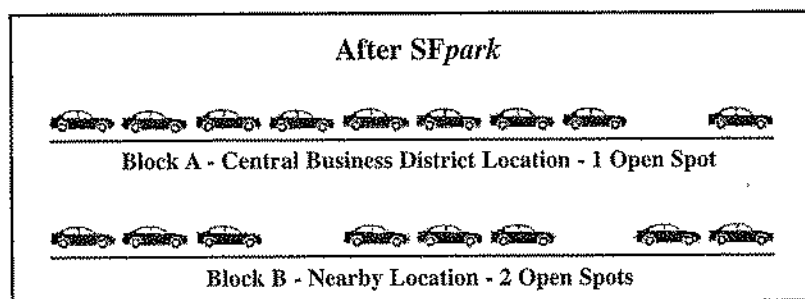 After SFpark
Block A - Central Business District Location - 1 Open Spot
Block B - Nearby Location - 2 Open Spots